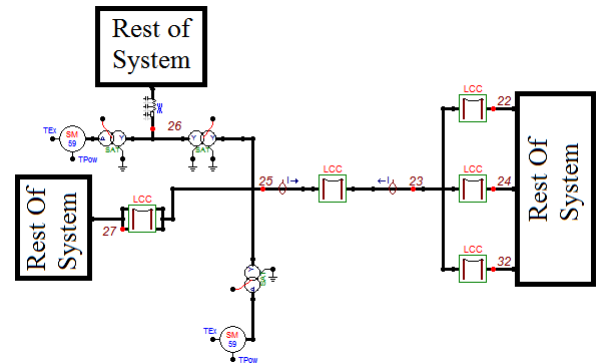 Rest of
System
LCC
22
TEx
SM
59
TPow
26
Y
Y
Y
SAT
SAT
LCC
25
I
LCC
I
23
LCC
24
Rest Of
System
LCC
27
Rest Of
System
LCC
32
Y
TEx
SM
59
TPow